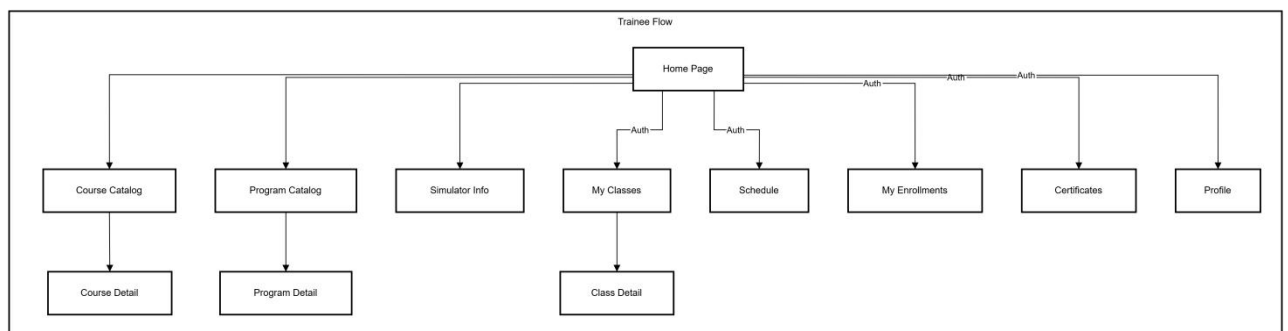 Trainee Flow
Home Page
Auth
Auth
Auth
Auth
Auth
Course Catalog
Program Catalog
Simulator Info
My Classes
Schedule
My Enrollments
Certificates
Profile
Course Detail
Program Detail
Class Detail